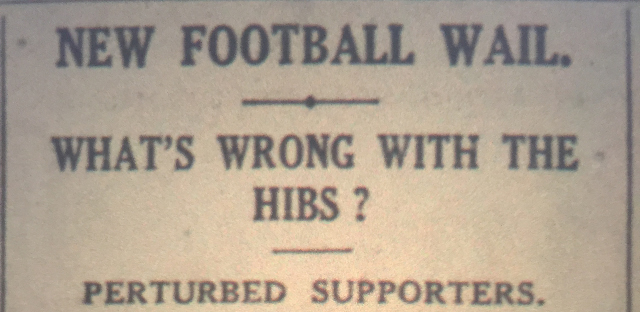 NEW FOOTBALL WAIL.
WHAT'S WRONG WITH THE
HIBS ?
PERTURBED SUPPORTERS.